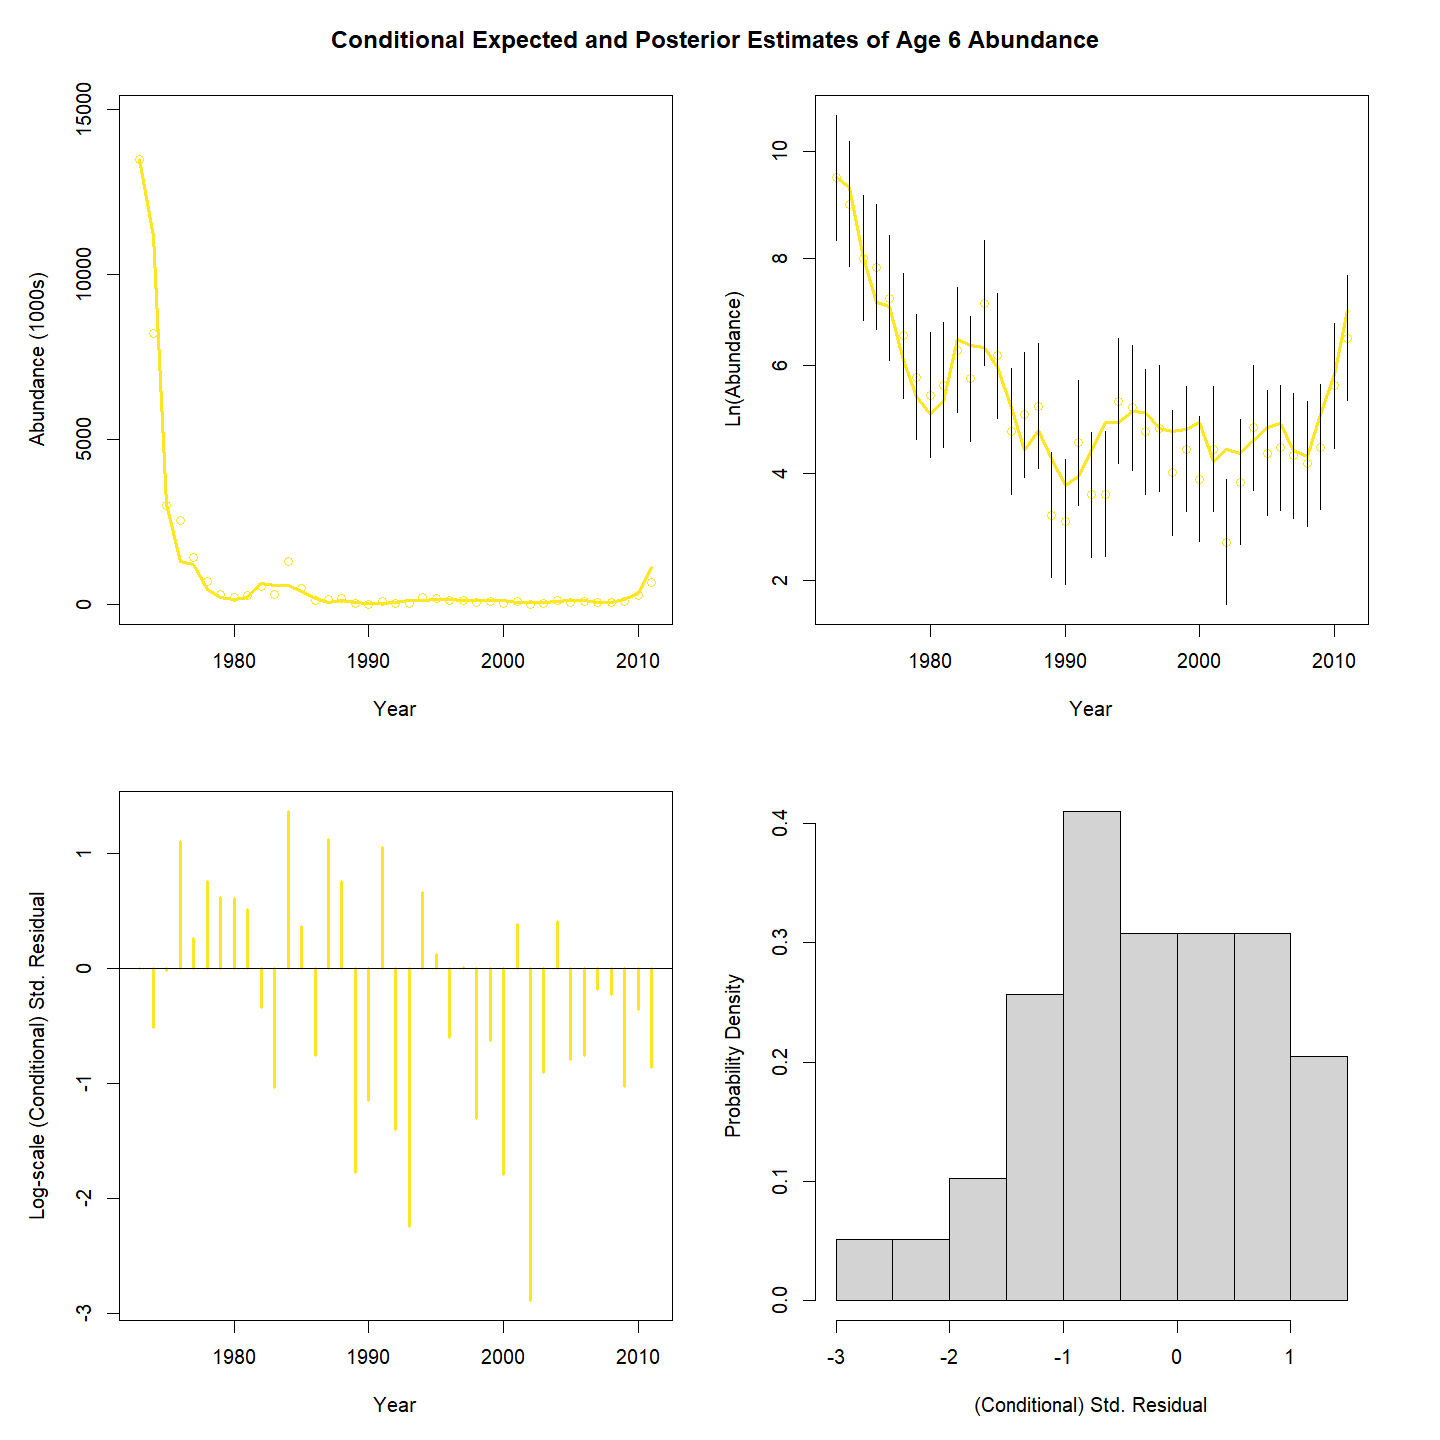 Conditional Expected and Posterior Estimates of Age 6 Abundance
Abundance (1000s)
15000
10000
5000
0
1980 1990 2000 2010
Year
Ln(Abundance)
10
8
6
4
2
1980 1990 2000 2010
Year
Log-scale (Conditional) Std. Residual
1
0
-1
-2
-3
1980 1990 2000 2010
Year
Probability Density
0.4
0.3
0.2
0.1
0.0
-3 -2 -1 0 1
(Conditional) Std. Residual